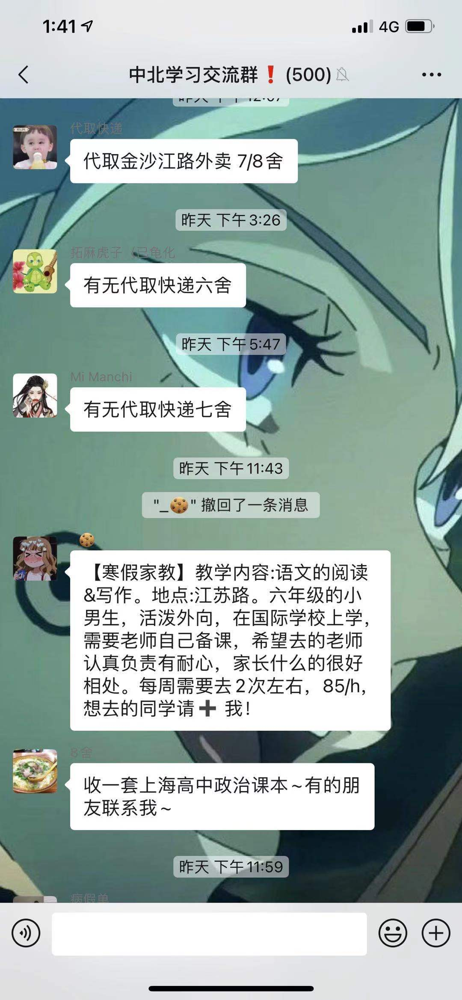 1:41
4G
中北学习交流群❗(500)
代取快递
代取金沙江路外卖 7/8舍
昨天 下午3:26
拓麻虎子（已龟化
有无代取快递六舍
昨天 下午5:47
Mi Manchi
有无代取快递七舍
昨天 下午11:43
"_🍪" 撤回了一条消息
🍪
【寒假家教】教学内容:语文的阅读
&写作。地点:江苏路。六年级的小
男生，活泼外向，在国际学校上学，
需要老师自己备课，希望去的老师
认真负责有耐心，家长什么的很好
相处。每周需要去2次左右，85/h，
想去的同学请➕ 我！
8舍
收一套上海高中政治课本～有的朋
友联系我～
昨天 下午11:59
病假单